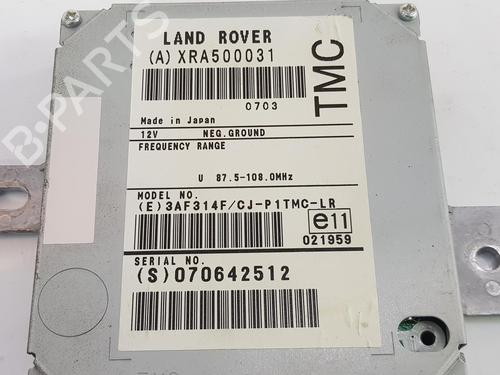 LAND ROVER
(A) XRA500031
0703
TMC
Made in Japan
12V NEG.GROUND
FREQUENCY RANGE
U 87.5-108.0MHz
MODEL NO.
(E)3AF314F/CJ-P1TMC-LR
e11
021959
SERIAL NO.
(S)070642512
B-PARTS